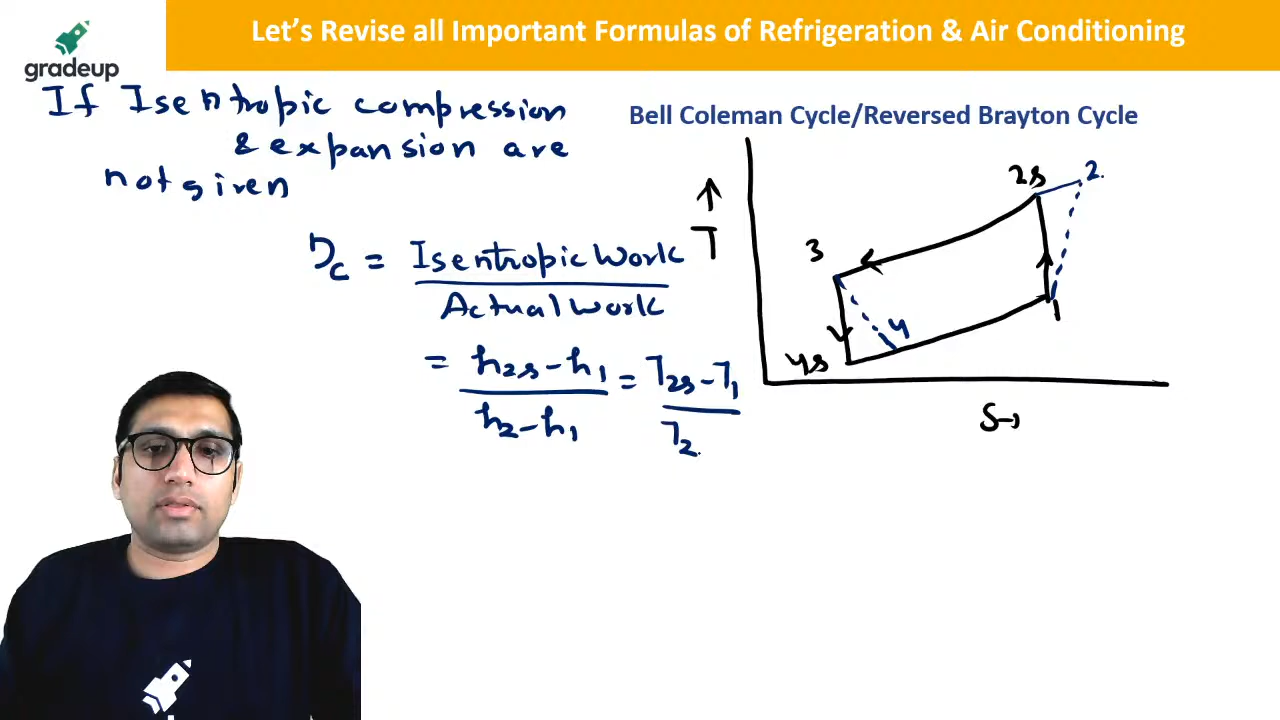 Let's Revise all Important Formulas of Refrigeration & Air Conditioning
gradeup
If Isentropic compression
& expansion are
not given
Bell Coleman Cycle/Reversed Brayton Cycle
ηc = Isentropic Work
Actual work
= h2s - h1 = T2s - T1
h2 - h1 T2
T
2s
2
3
1
4
4s
S→